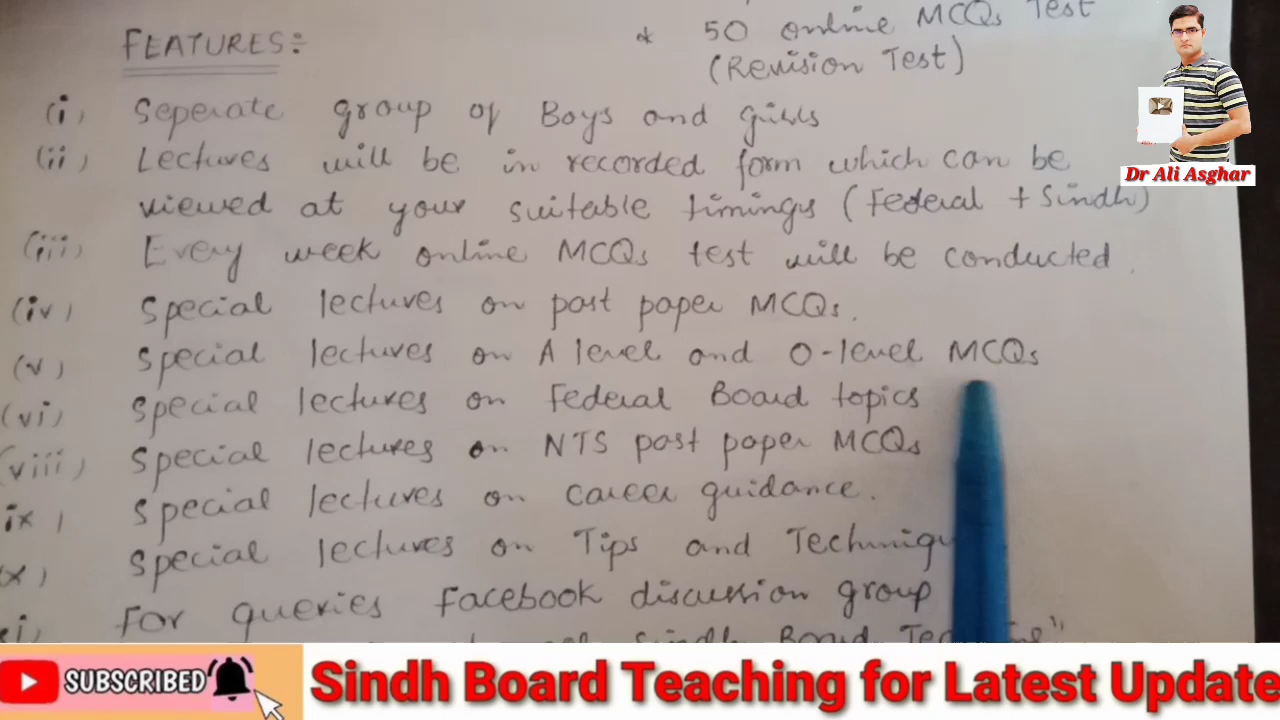 * 50 online MCQs Test
(Revision Test)
FEATURES:
(i) Seperate group of Boys and girls
(ii) Lectures will be in recorded form which can be
viewed at your suitable timings (Federal + Sindh)
(iii) Every week online MCQs test will be conducted.
(iv) Special lectures on past paper MCQs.
(v) Special lectures on A level and O-level MCQs
(vi) Special lectures on Federal Board topics
(viii) Special lectures on NTS past paper MCQs
ix) Special lectures on career guidance.
x) Special lectures on Tips and Techniqu
xi) For queries Facebook discussion group
Sindh Board
Dr Ali Asghar
SUBSCRIBED
Sindh Board Teaching for Latest Update